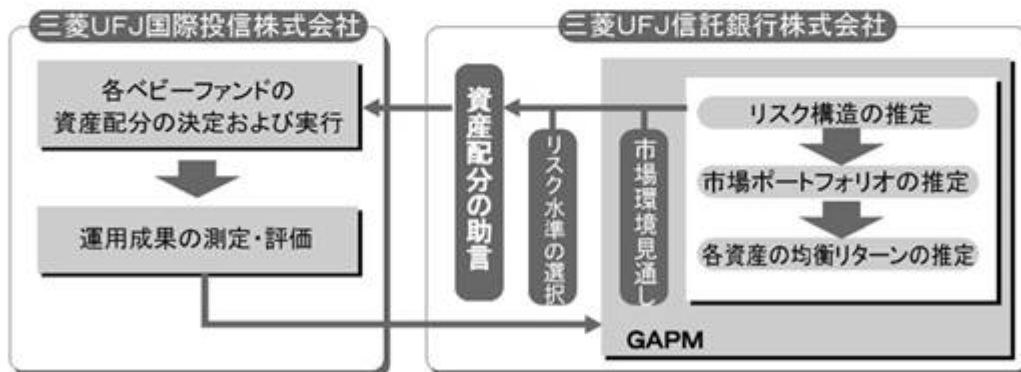 三菱UFJ国際投信株式会社
各ベビーファンドの
資産配分の決定および実行
運用成果の測定・評価
三菱UFJ信託銀行株式会社
資産配分の助言
リスク水準の選択
市場環境見通し
リスク構造の推定
市場ポートフォリオの推定
各資産の均衡リターンの推定
GAPM